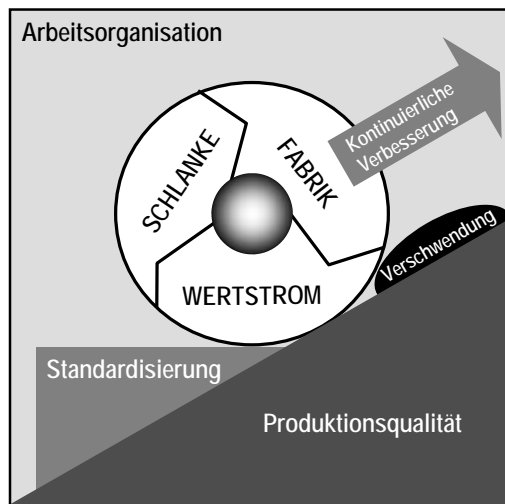 Arbeitsorganisation
Kontinuierliche
Verbesserung
SCHLANKE
FABRIK
WERTSTROM
Verschwendung
Standardisierung
Produktionsqualität